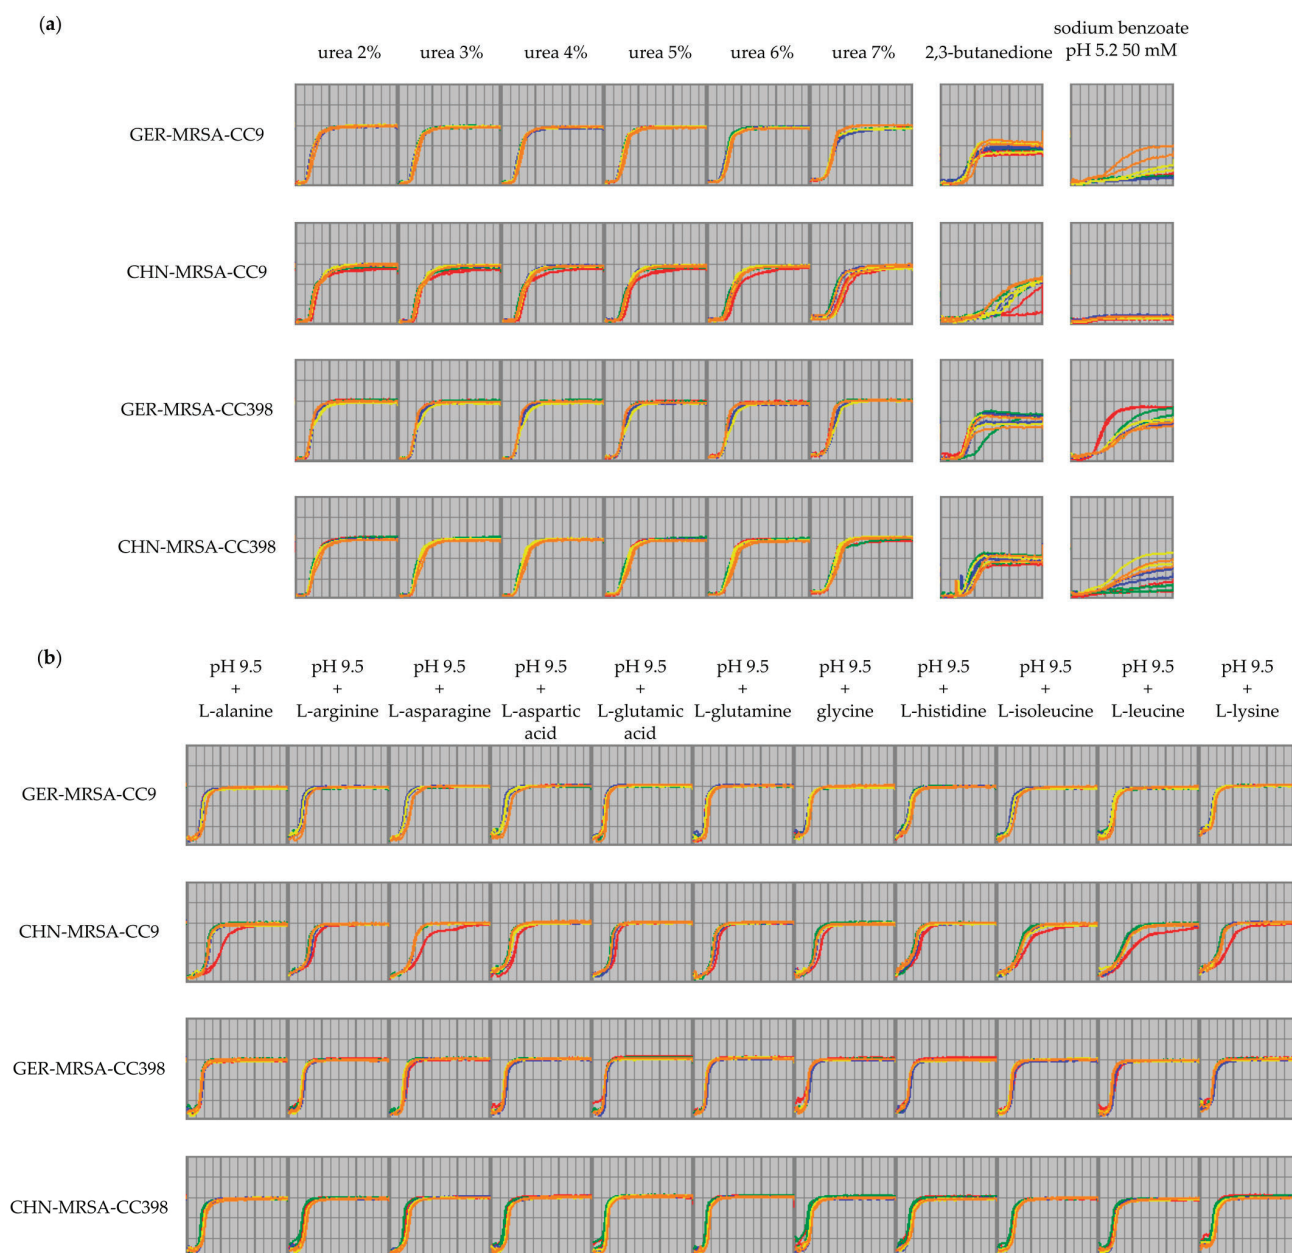 (a)
urea 2% urea 3% urea 4% urea 5% urea 6% urea 7% 2,3-butanedione sodium benzoate
pH 5.2 50 mM
GER-MRSA-CC9
CHN-MRSA-CC9
GER-MRSA-CC398
CHN-MRSA-CC398
(b)
pH 9.5 pH 9.5 pH 9.5 pH 9.5 pH 9.5 pH 9.5 pH 9.5 pH 9.5 pH 9.5 pH 9.5 pH 9.5
+ + + + + + + + + + +
L-alanine L-arginine L-asparagine L-aspartic L-glutamic L-glutamine glycine L-histidine L-isoleucine L-leucine L-lysine
acid acid
GER-MRSA-CC9
CHN-MRSA-CC9
GER-MRSA-CC398
CHN-MRSA-CC398